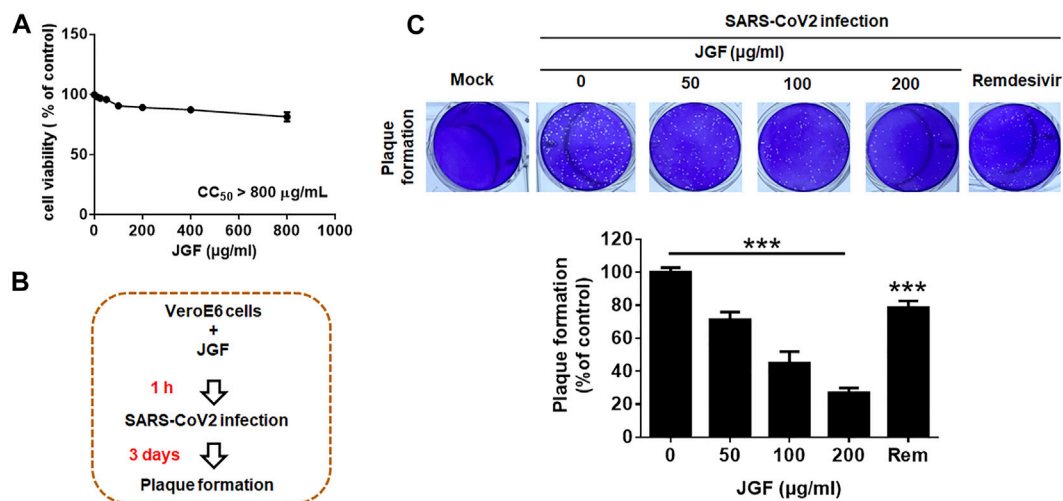 A
cell viability ( % of control)
150
100
50
0
CC50 > 800 µg/mL
0 200 400 600 800 1000
JGF (µg/ml)
B
VeroE6 cells
+
JGF
1 h
SARS-CoV2 infection
3 days
Plaque formation
C
SARS-CoV2 infection
JGF (µg/ml)
Mock 0 50 100 200 Remdesivir
Plaque
formation
Plaque formation
(% of control)
120
100
80
60
40
20
0
***
***
0 50 100 200 Rem
JGF (µg/ml)